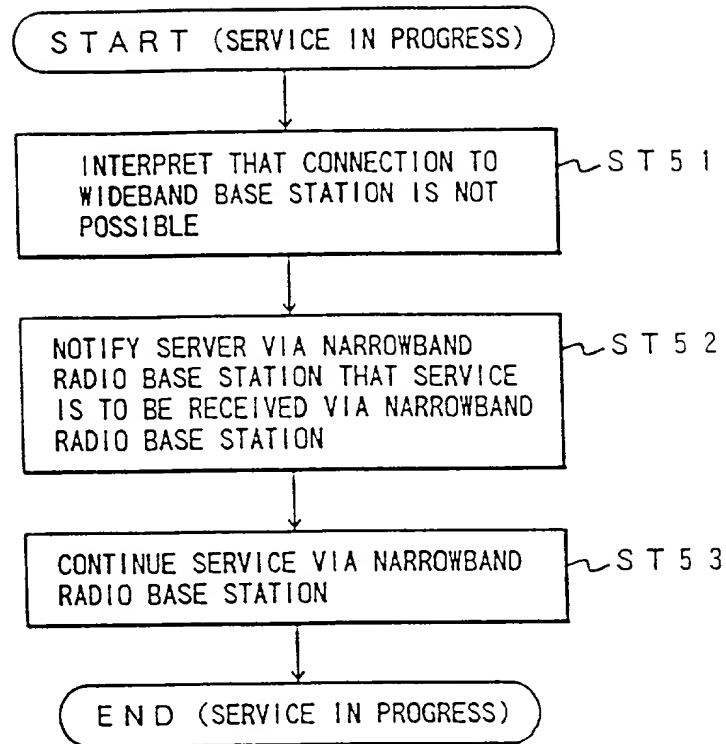 START (SERVICE IN PROGRESS)
INTERPRET THAT CONNECTION TO
WIDEBAND BASE STATION IS NOT
POSSIBLE
ST51
NOTIFY SERVER VIA NARROWBAND
RADIO BASE STATION THAT SERVICE
IS TO BE RECEIVED VIA NARROWBAND
RADIO BASE STATION
ST52
CONTINUE SERVICE VIA NARROWBAND
RADIO BASE STATION
ST53
END (SERVICE IN PROGRESS)